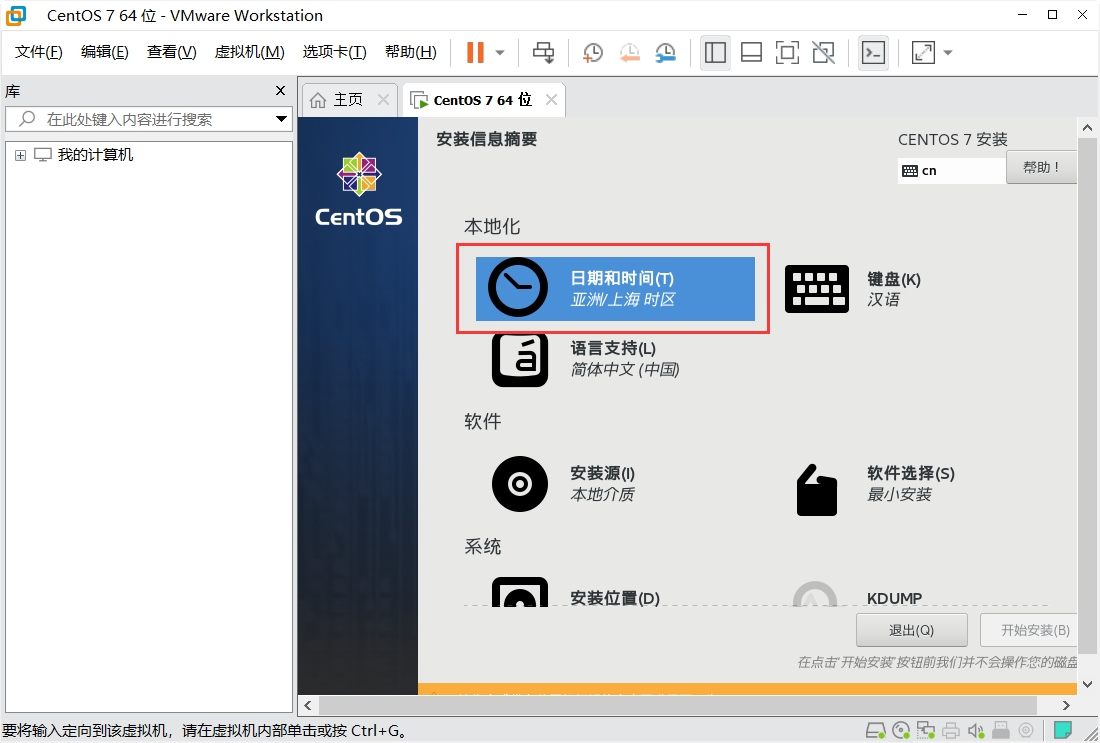 CentOS 7 64 位 - VMware Workstation
文件(F) 编辑(E) 查看(V) 虚拟机(M) 选项卡(T) 帮助(H)
库
在此处键入内容进行搜索
我的计算机
主页 CentOS 7 64 位
CentOS
安装信息摘要
CENTOS 7 安装
cn
帮助！
本地化
日期和时间(T)
亚洲/上海 时区
键盘(K)
汉语
语言支持(L)
简体中文 (中国)
软件
安装源(I)
本地介质
软件选择(S)
最小安装
系统
安装位置(D)
KDUMP
退出(Q)
开始安装(B)
在点击'开始安装'按钮前我们并不会操作您的磁盘
要将输入定向到该虚拟机，请在虚拟机内部单击或按 Ctrl+G。